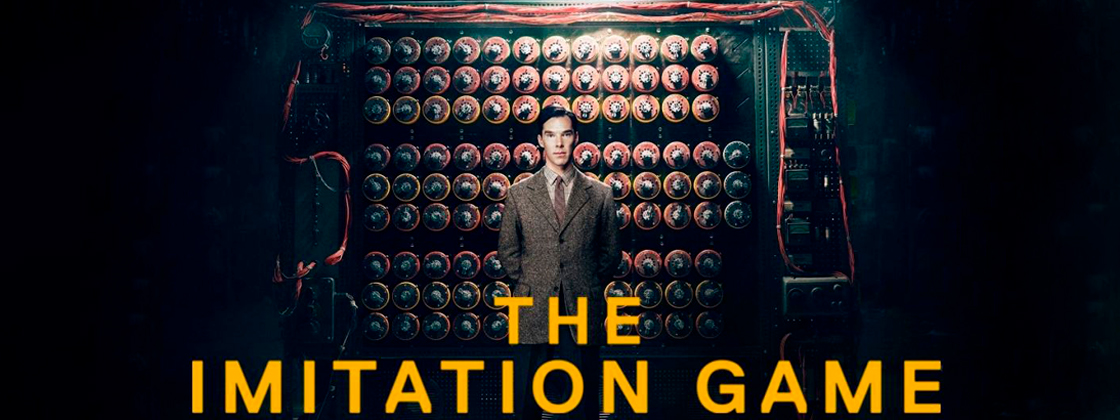 THE
IMITATION GAME